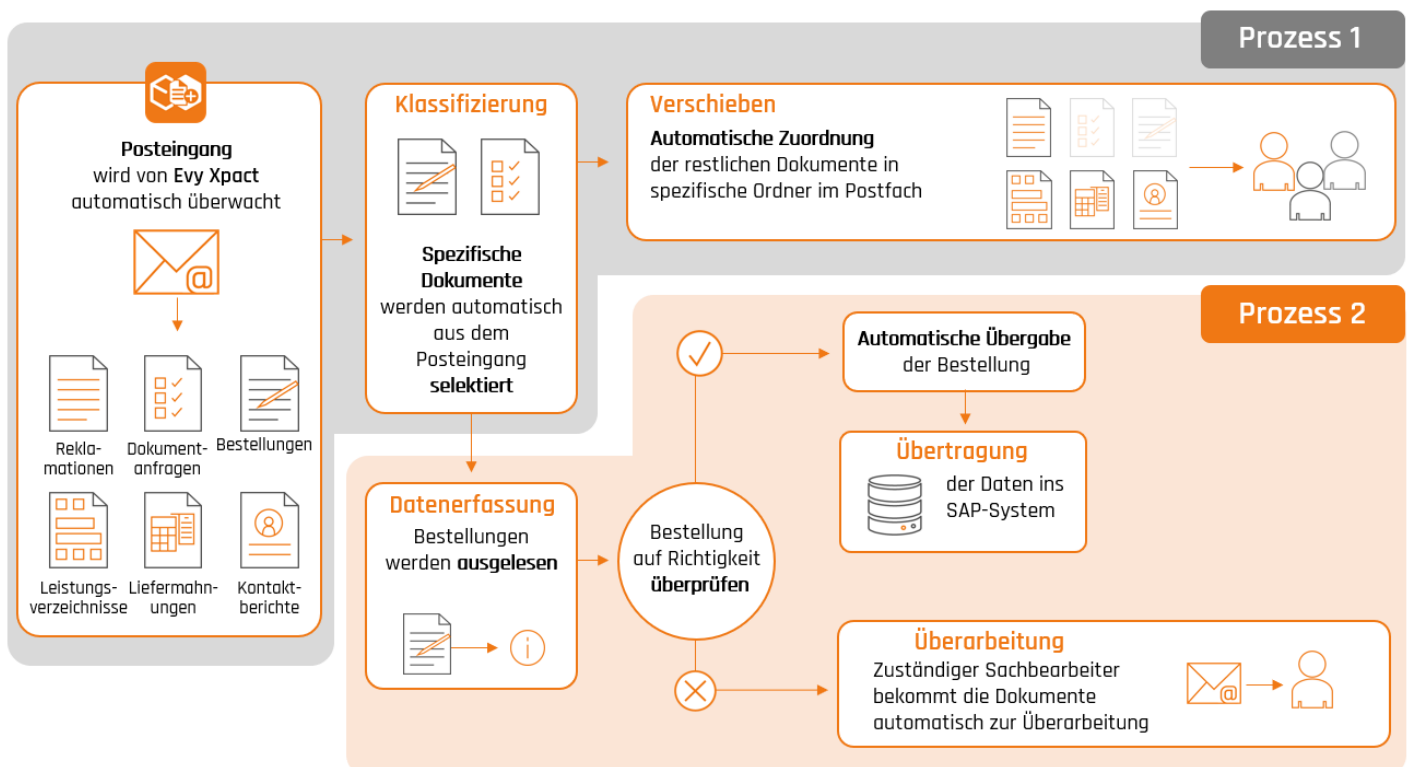 Prozess 1
Posteingang
wird von Evy Xpact
automatisch überwacht
@
Rekla-
mationen
Dokument-
anfragen
Bestellungen
Leistungs-
verzeichnisse
Liefermahn-
ungen
Kontakt-
berichte
Klassifizierung
Spezifische
Dokumente
werden automatisch
aus dem
Posteingang
selektiert
Verschieben
Automatische Zuordnung
der restlichen Dokumente in
spezifische Ordner im Postfach
Prozess 2
Datenerfassung
Bestellungen
werden ausgelesen
i
Bestellung
auf Richtigkeit
überprüfen
Automatische Übergabe
der Bestellung
Übertragung
der Daten ins
SAP-System
Überarbeitung
Zuständiger Sachbearbeiter
bekommt die Dokumente
automatisch zur Überarbeitung
@